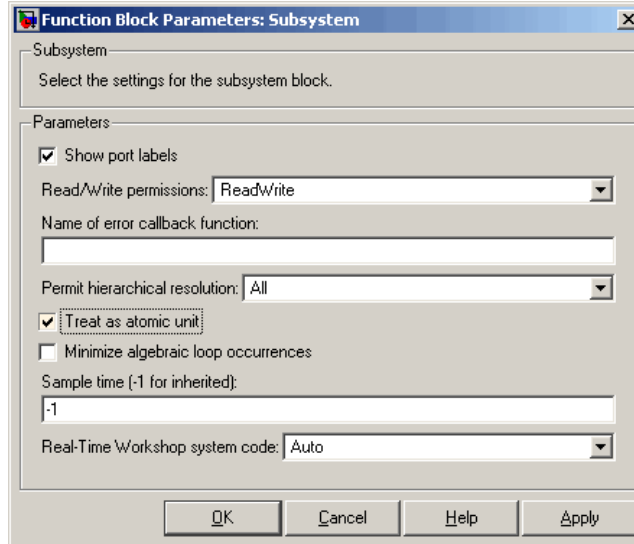 Function Block Parameters: Subsystem
Subsystem
Select the settings for the subsystem block.
Parameters
Show port labels
Read/Write permissions: ReadWrite
Name of error callback function:
Permit hierarchical resolution: All
Treat as atomic unit
Minimize algebraic loop occurrences
Sample time (-1 for inherited):
-1
Real-Time Workshop system code: Auto
OK Cancel Help Apply